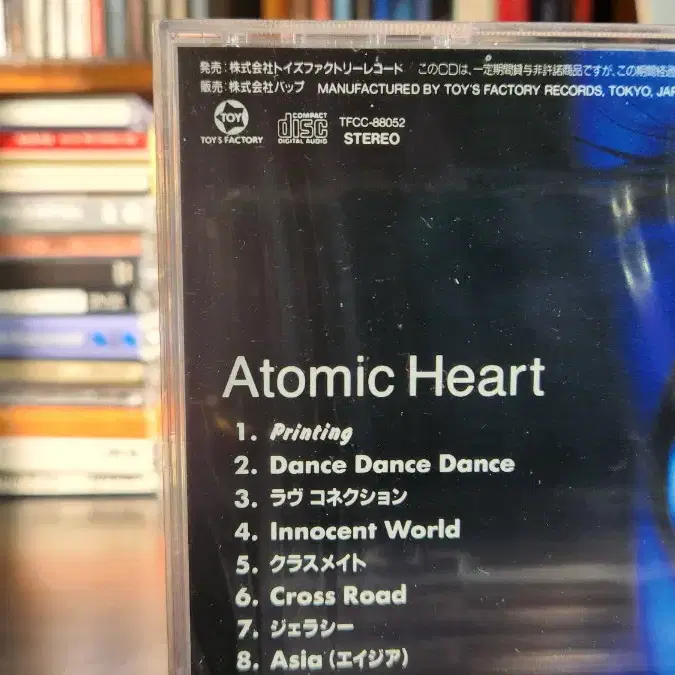 発売：株式会社トイズファクトリーレコード このCDは、一定期間貸与非許諾商品ですが、この期間経過
販売：株式会社バップ MANUFACTURED BY TOY'S FACTORY RECORDS, TOKYO, JAP
TOY
TOY'S FACTORY
COMPACT
disc
DIGITAL AUDIO
TFCC-88052
STEREO
Atomic Heart
1. Printing
2. Dance Dance Dance
3. ラヴ コネクション
4. Innocent World
5. クラスメイト
6. Cross Road
7. ジェラシー
8. Asia (エイジア)